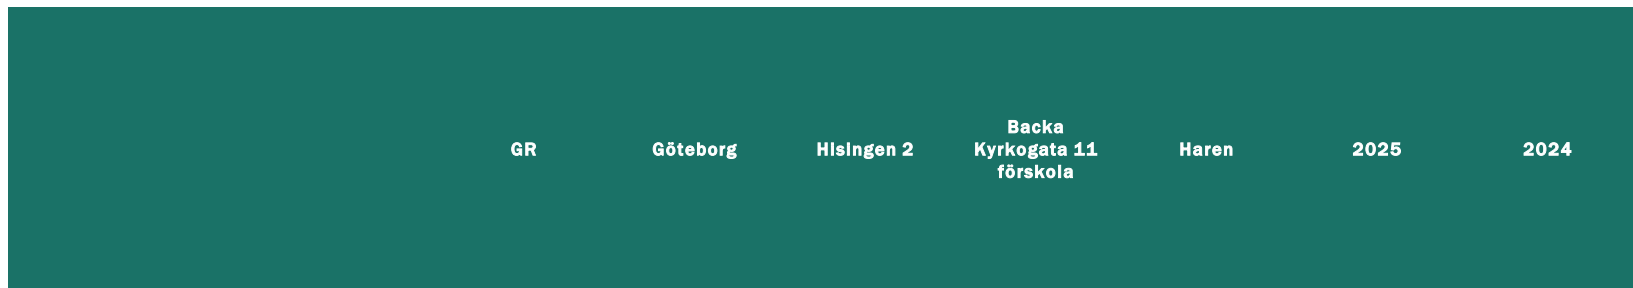 GR
Göteborg
Hisingen 2
Backa
Kyrkogata 11
förskola
Haren
2025
2024